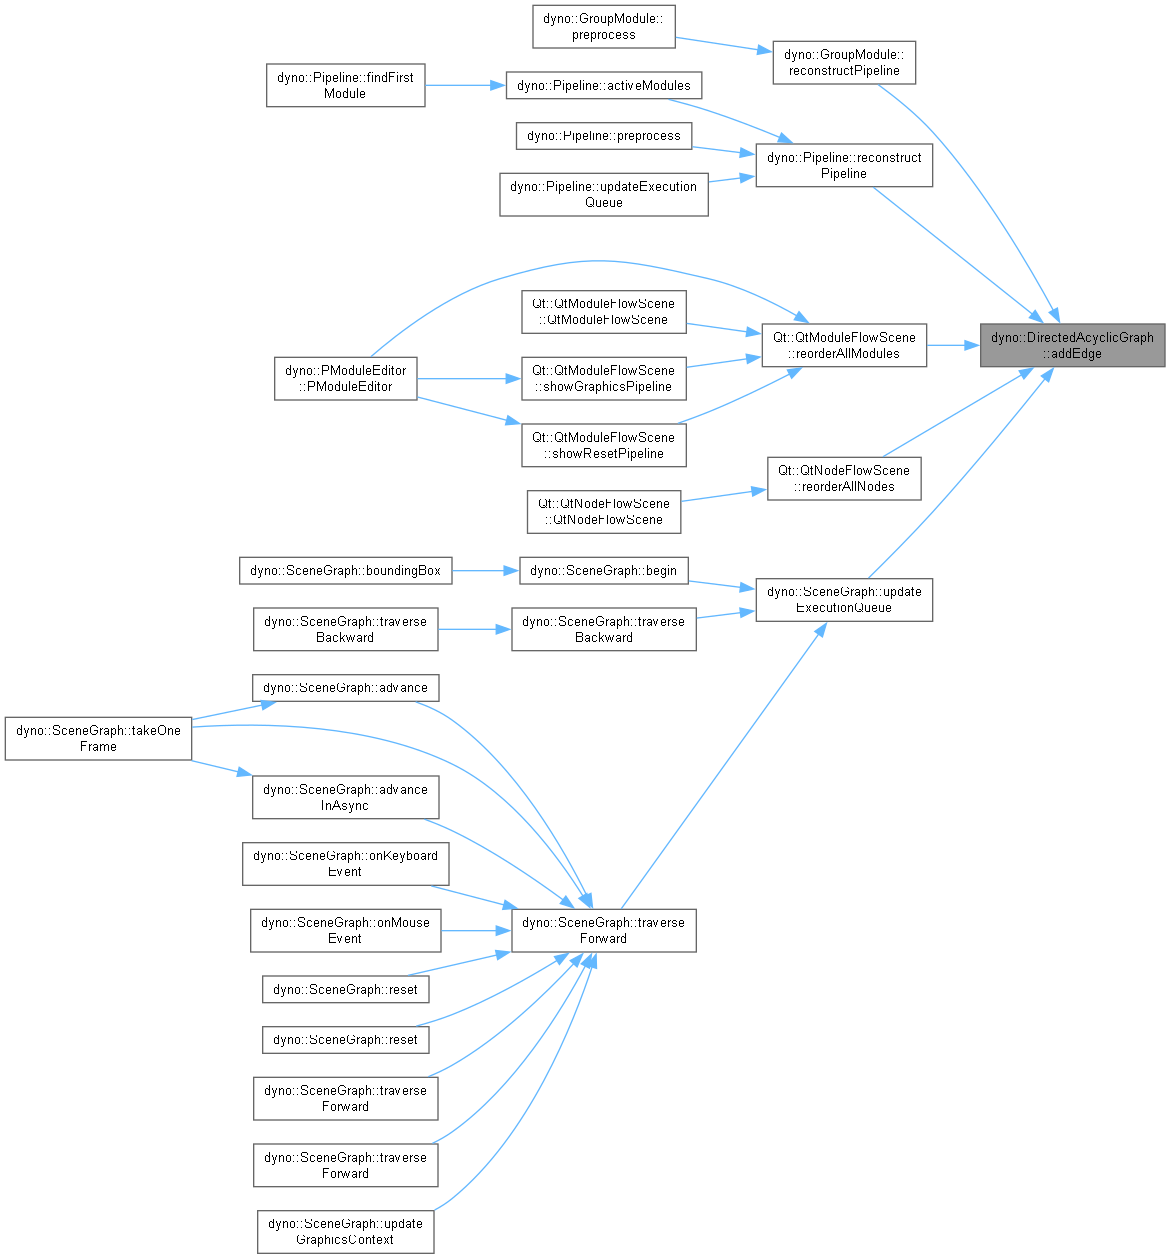 dyno::GroupModule::
preprocess
dyno::GroupModule::
reconstructPipeline
dyno::Pipeline::findFirst
Module
dyno::Pipeline::activeModules
dyno::Pipeline::preprocess
dyno::Pipeline::reconstruct
Pipeline
dyno::Pipeline::updateExecution
Queue
Qt::QtModuleFlowScene
::QtModuleFlowScene
Qt::QtModuleFlowScene
::reorderAllModules
dyno::DirectedAcyclicGraph
::addEdge
dyno::PModuleEditor
::PModuleEditor
Qt::QtModuleFlowScene
::showGraphicsPipeline
Qt::QtModuleFlowScene
::showResetPipeline
Qt::QtNodeFlowScene
::reorderAllNodes
Qt::QtNodeFlowScene
::QtNodeFlowScene
dyno::SceneGraph::boundingBox
dyno::SceneGraph::begin
dyno::SceneGraph::update
ExecutionQueue
dyno::SceneGraph::traverse
Backward
dyno::SceneGraph::traverse
Backward
dyno::SceneGraph::advance
dyno::SceneGraph::takeOne
Frame
dyno::SceneGraph::advance
InAsync
dyno::SceneGraph::onKeyboard
Event
dyno::SceneGraph::onMouse
Event
dyno::SceneGraph::traverse
Forward
dyno::SceneGraph::reset
dyno::SceneGraph::reset
dyno::SceneGraph::traverse
Forward
dyno::SceneGraph::traverse
Forward
dyno::SceneGraph::update
GraphicsContext